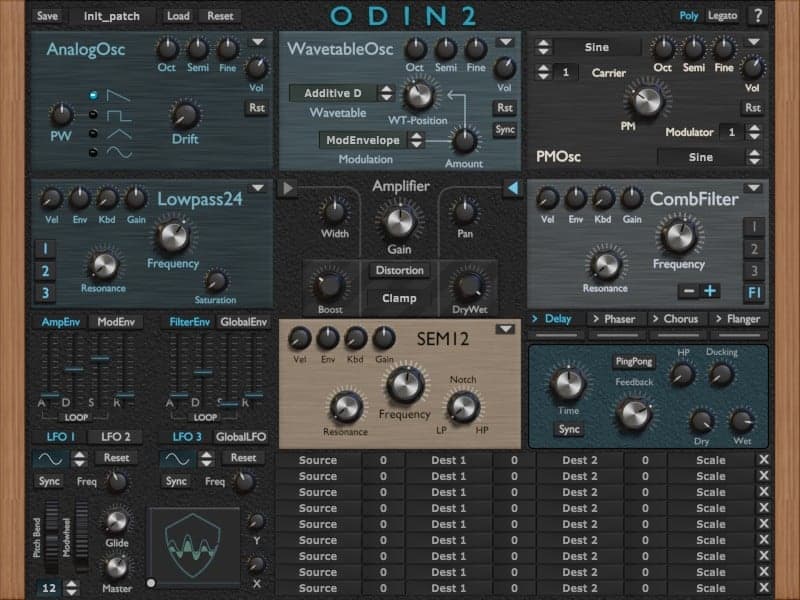 Save init_patch Load Reset ODIN 2 Poly Legato ?
AnalogOsc Oct Semi Fine Vol
Rst
PW
Drift
WavetableOsc Oct Semi Fine Vol
Additive D
Wavetable
WT-Position
Rst
Sync
ModEnvelope
Modulation
Amount
Sine
1 Carrier
Oct Semi Fine Vol
Rst
PM
Modulator 1
PMOsc
Sine
Vel Env Kbd Gain Lowpass24
1
2
3
Resonance
Frequency
Saturation
Amplifier
Width
Gain
Pan
Distortion
Boost
Clamp
DryWet
Vel Env Kbd Gain CombFilter
Resonance
Frequency
1
2
3
F1
- +
AmpEnv ModEnv FilterEnv GlobalEnv
A D S R A D S R
LOOP LOOP
SEM12
Vel Env Kbd Gain
Resonance
Frequency
Notch
LP HP
> Delay > Phaser > Chorus > Flanger
PingPong HP Ducking
Feedback
Time
Sync
Dry Wet
LFO 1 LFO 2 LFO 3 GlobalLFO
Reset Reset
Sync Freq Sync Freq
Pitch Bend
Modwheel
Glide
Master
12
Y
X
Source 0 Dest 1 0 Dest 2 0 Scale X
Source 0 Dest 1 0 Dest 2 0 Scale X
Source 0 Dest 1 0 Dest 2 0 Scale X
Source 0 Dest 1 0 Dest 2 0 Scale X
Source 0 Dest 1 0 Dest 2 0 Scale X
Source 0 Dest 1 0 Dest 2 0 Scale X
Source 0 Dest 1 0 Dest 2 0 Scale X
Source 0 Dest 1 0 Dest 2 0 Scale X
Source 0 Dest 1 0 Dest 2 0 Scale X